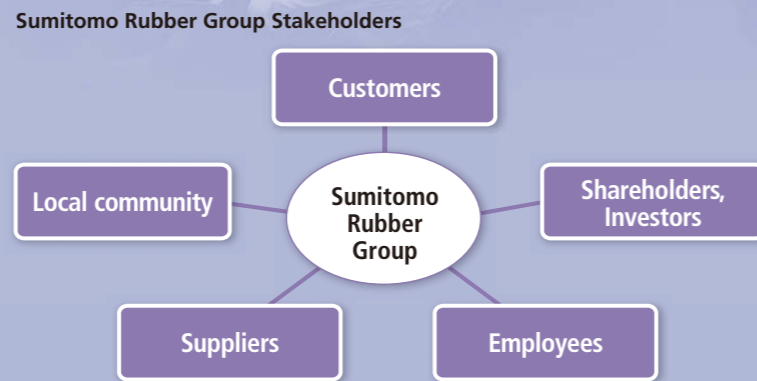 Sumitomo Rubber Group Stakeholders
Customers
Local community
Sumitomo
Rubber
Group
Shareholders,
Investors
Suppliers
Employees